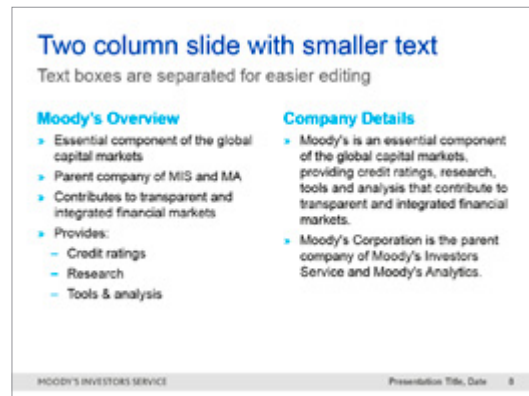 Two column slide with smaller text
Text boxes are separated for easier editing
Moody's Overview
» Essential component of the global
capital markets
» Parent company of MIS and MA
» Contributes to transparent and
integrated financial markets
» Provides:
– Credit ratings
– Research
– Tools & analysis
Company Details
» Moody's is an essential component
of the global capital markets,
providing credit ratings, research,
tools and analysis that contribute to
transparent and integrated financial
markets.
» Moody's Corporation is the parent
company of Moody's Investors
Service and Moody's Analytics.
MOODY'S INVESTORS SERVICE
Presentation Title, Date 8